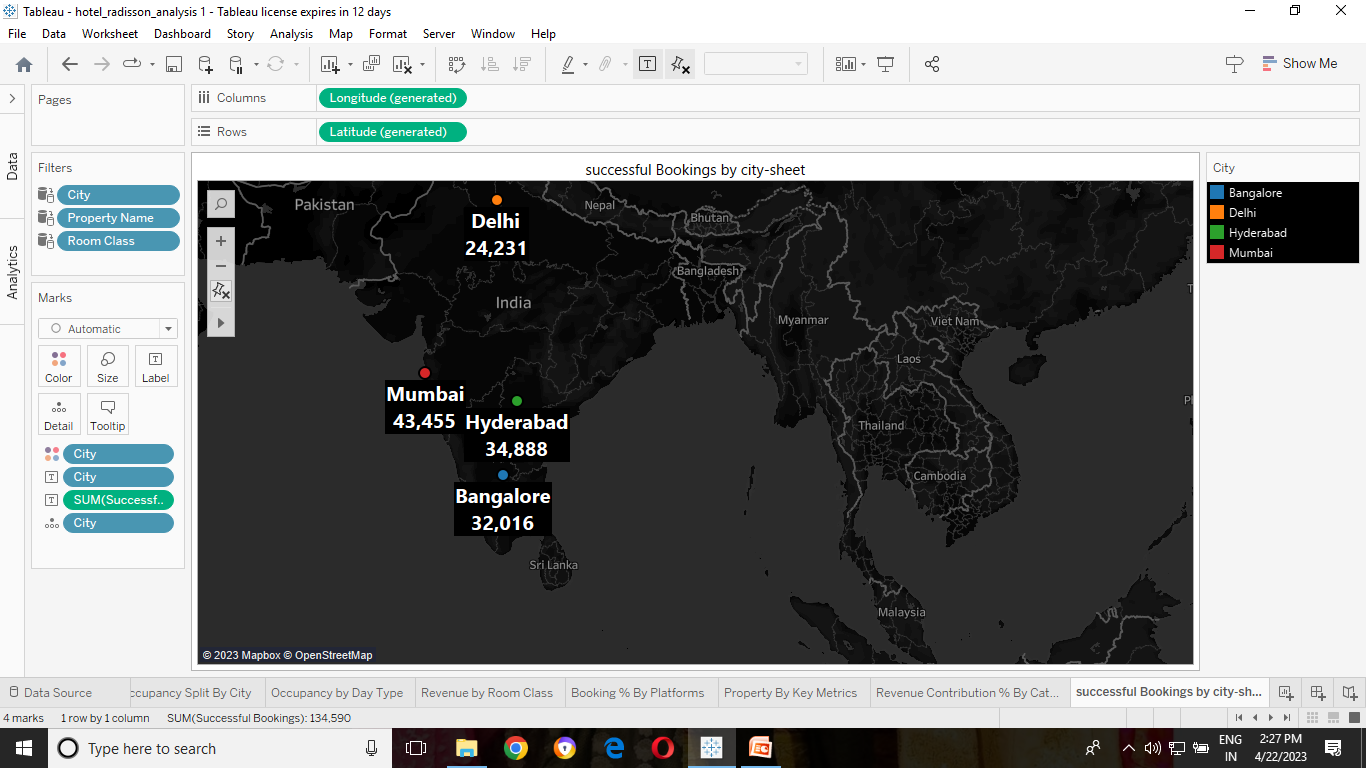 Tableau - hotel_radisson_analysis 1 - Tableau license expires in 12 days
File Data Worksheet Dashboard Story Analysis Map Format Server Window Help
Show Me
Data
Analytics
Pages
Columns Longitude (generated)
Rows Latitude (generated)
Filters
City
Property Name
Room Class
Marks
Automatic
Color Size Label
Detail Tooltip
City
City
SUM(Successf..
City
successful Bookings by city-sheet
Pakistan
Nepal
Bhutan
Delhi
24,231
Bangladesh
India
Myanmar
Viet Nam
Laos
Mumbai
43,455
Hyderabad
34,888
Thailand
Cambodia
Bangalore
32,016
Sri Lanka
Malaysia
© 2023 Mapbox © OpenStreetMap
City
Bangalore
Delhi
Hyderabad
Mumbai
Data Source ccupancy Split By City Occupancy by Day Type Revenue by Room Class Booking % By Platforms Property By Key Metrics Revenue Contribution % By Cat... successful Bookings by city-sh...
4 marks 1 row by 1 column SUM(Successful Bookings): 134,590
Type here to search
ENG
IN
2:27 PM
4/22/2023